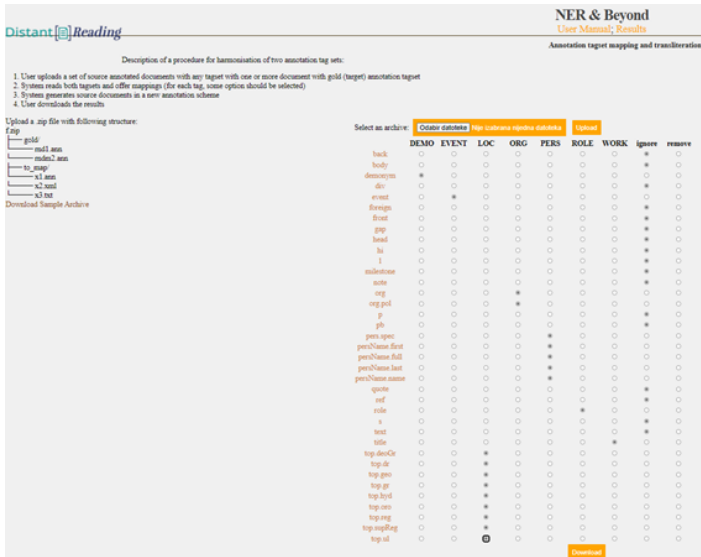 Distant Reading
NER & Beyond
User Manual; Results
Annotation tagset mapping and transliteration
Description of a procedure for harmonisation of two annotation tag sets:
1. User uploads a set of source annotated documents with any tagset with one or more document with gold (target) annotation tagset
2. System reads both tagsets and offer mappings (for each tag, some option should be selected)
3. System generates source documents in a new annotation scheme
4. User downloads the results
Upload a .zip file with following structure:
f.zip
gold/
md1.ann
mdm2.ann
to_map/
x1.ann
x2.xml
x3.txt
Download Sample Archive
Select an archive: Odabir datoteke Nije izabrana nijedna datoteka Upload
DEMO EVENT LOC ORG PERS ROLE WORK ignore remove
back
body
demonym
div
event
foreign
front
gap
head
hi
l
milestone
note
org
org.pol
p
pb
pers.spec
persName.first
persName.full
persName.last
persName.name
quote
ref
role
s
text
title
top.dr
top.geo
top.gr
top.hyd
top.oro
top.reg
top.supReg
top.ul
Download